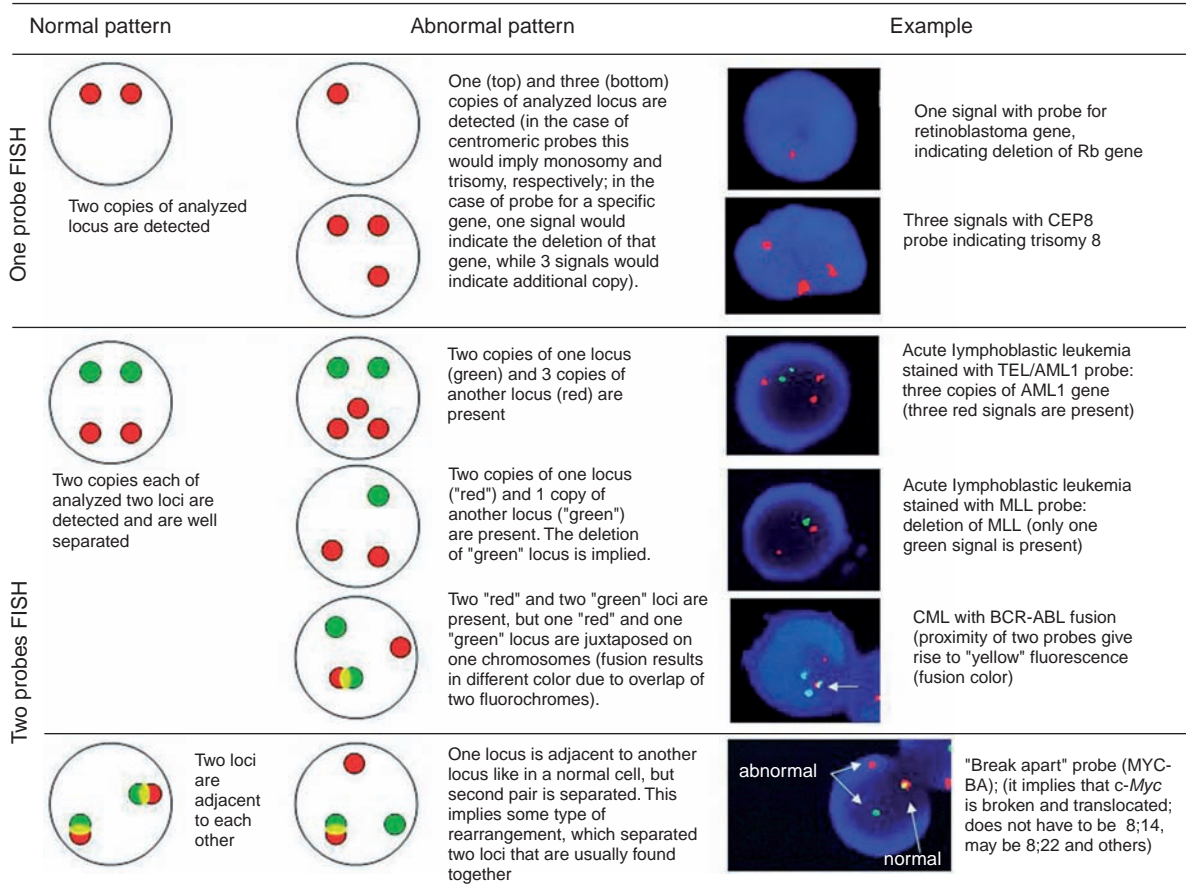 Normal pattern
Abnormal pattern
Example
One probe FISH
Two copies of analyzed
locus are detected
One (top) and three (bottom)
copies of analyzed locus are
detected (in the case of
centromeric probes this
would imply monosomy and
trisomy, respectively; in the
case of probe for a specific
gene, one signal would
indicate the deletion of that
gene, while 3 signals would
indicate additional copy).
One signal with probe for
retinoblastoma gene,
indicating deletion of Rb gene
Three signals with CEP8
probe indicating trisomy 8
Two probes FISH
Two copies each of
analyzed two loci are
detected and are well
separated
Two copies of one locus
(green) and 3 copies of
another locus (red) are
present
Acute lymphoblastic leukemia
stained with TEL/AML1 probe:
three copies of AML1 gene
(three red signals are present)
Two copies of one locus
("red") and 1 copy of
another locus ("green")
are present. The deletion
of "green" locus is implied.
Acute lymphoblastic leukemia
stained with MLL probe:
deletion of MLL (only one
green signal is present)
Two "red" and two "green" loci are
present, but one "red" and one
"green" locus are juxtaposed on
one chromosomes (fusion results
in different color due to overlap of
two fluorochromes).
CML with BCR-ABL fusion
(proximity of two probes give
rise to "yellow" fluorescence
(fusion color)
Two loci
are
adjacent
to each
other
One locus is adjacent to another
locus like in a normal cell, but
second pair is separated. This
implies some type of
rearrangement, which separated
two loci that are usually found
together
abnormal
normal
"Break apart" probe (MYC-
BA); (it implies that c-Myc
is broken and translocated;
does not have to be 8;14,
may be 8;22 and others)